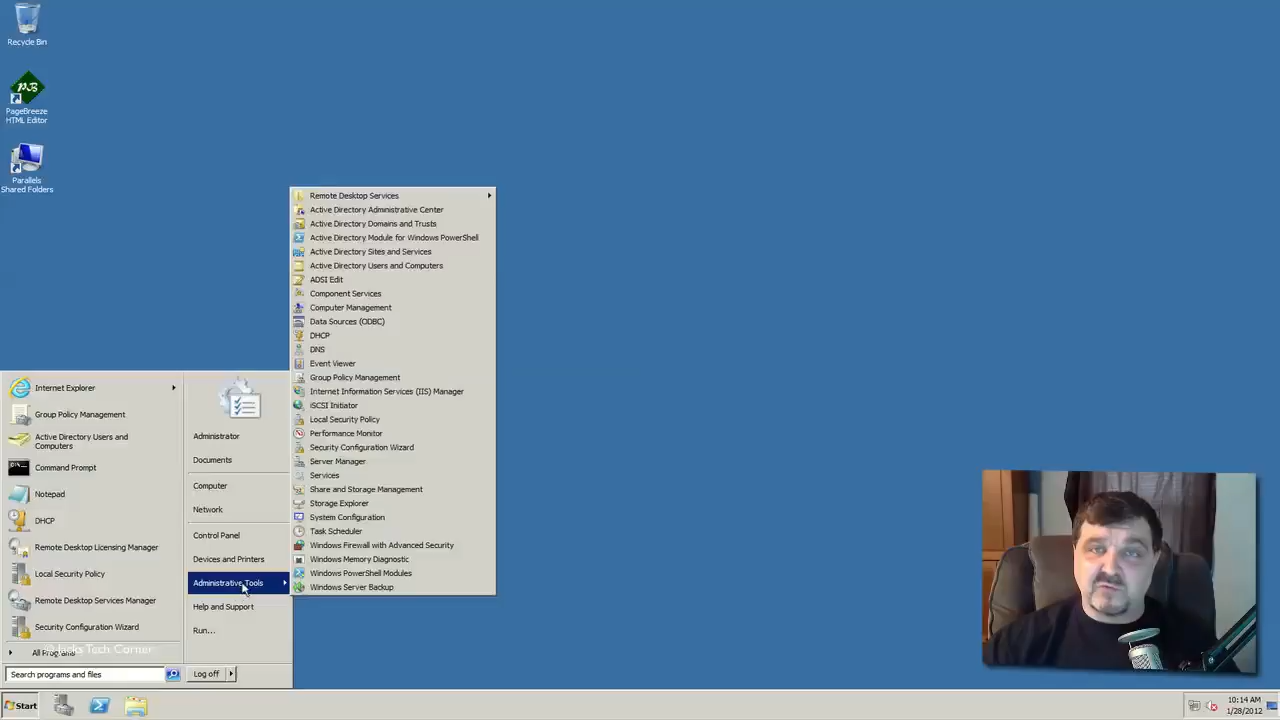 Recycle Bin
PageBreeze
HTML Editor
Parallels
Shared Folders
Remote Desktop Services
Active Directory Administrative Center
Active Directory Domains and Trusts
Active Directory Module for Windows PowerShell
Active Directory Sites and Services
Active Directory Users and Computers
ADSI Edit
Component Services
Computer Management
Data Sources (ODBC)
DHCP
DNS
Event Viewer
Group Policy Management
Internet Information Services (IIS) Manager
iSCSI Initiator
Local Security Policy
Performance Monitor
Security Configuration Wizard
Server Manager
Services
Share and Storage Management
Storage Explorer
System Configuration
Task Scheduler
Windows Firewall with Advanced Security
Windows Memory Diagnostic
Windows PowerShell Modules
Windows Server Backup
Internet Explorer
Group Policy Management
Active Directory Users and
Computers
Command Prompt
Notepad
DHCP
Remote Desktop Licensing Manager
Local Security Policy
Remote Desktop Services Manager
Security Configuration Wizard
All Programs
Jacks Tech Corner
Search programs and files
Administrator
Documents
Computer
Network
Control Panel
Devices and Printers
Administrative Tools
Help and Support
Run...
Log off
Start
10:14 AM
1/28/2012